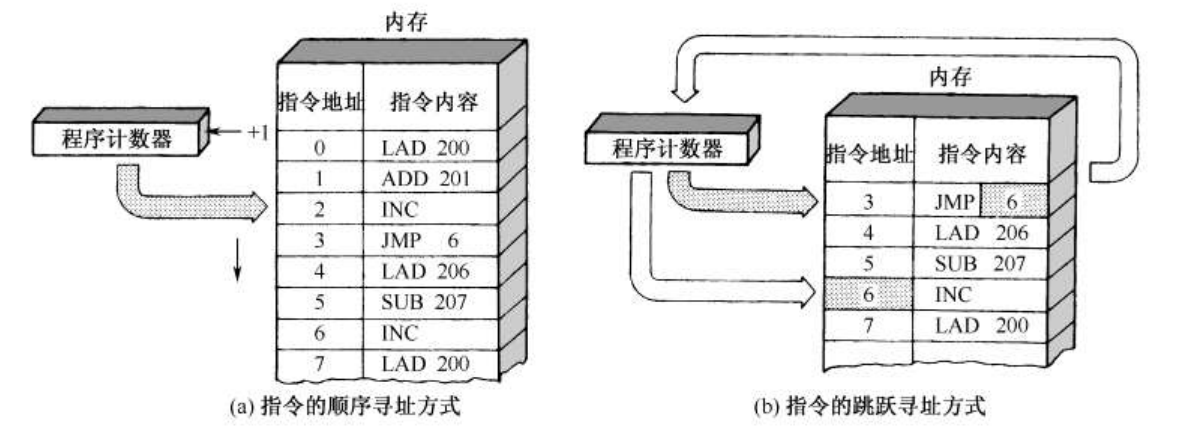 内存
指令地址 指令内容
程序计数器
+1
0 LAD 200
1 ADD 201
2 INC
3 JMP 6
4 LAD 206
5 SUB 207
6 INC
7 LAD 200
(a) 指令的顺序寻址方式
内存
程序计数器
指令地址 指令内容
3 JMP 6
4 LAD 206
5 SUB 207
6 INC
7 LAD 200
(b) 指令的跳跃寻址方式